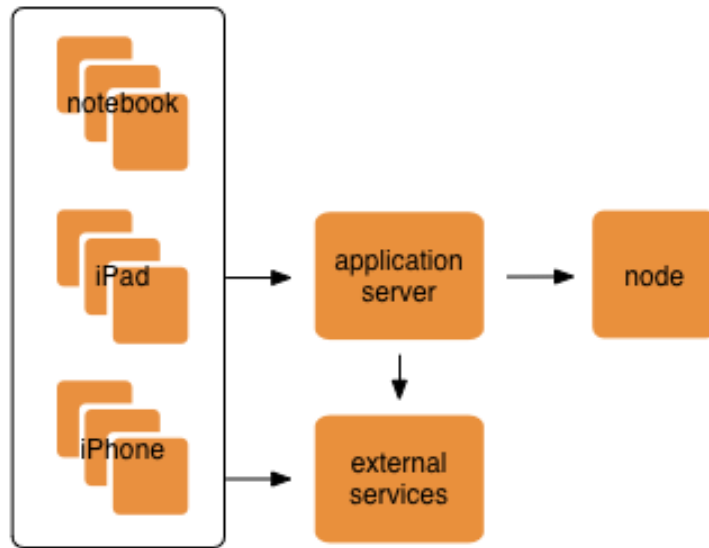 notebook
iPad
iPhone
application
server
node
external
services